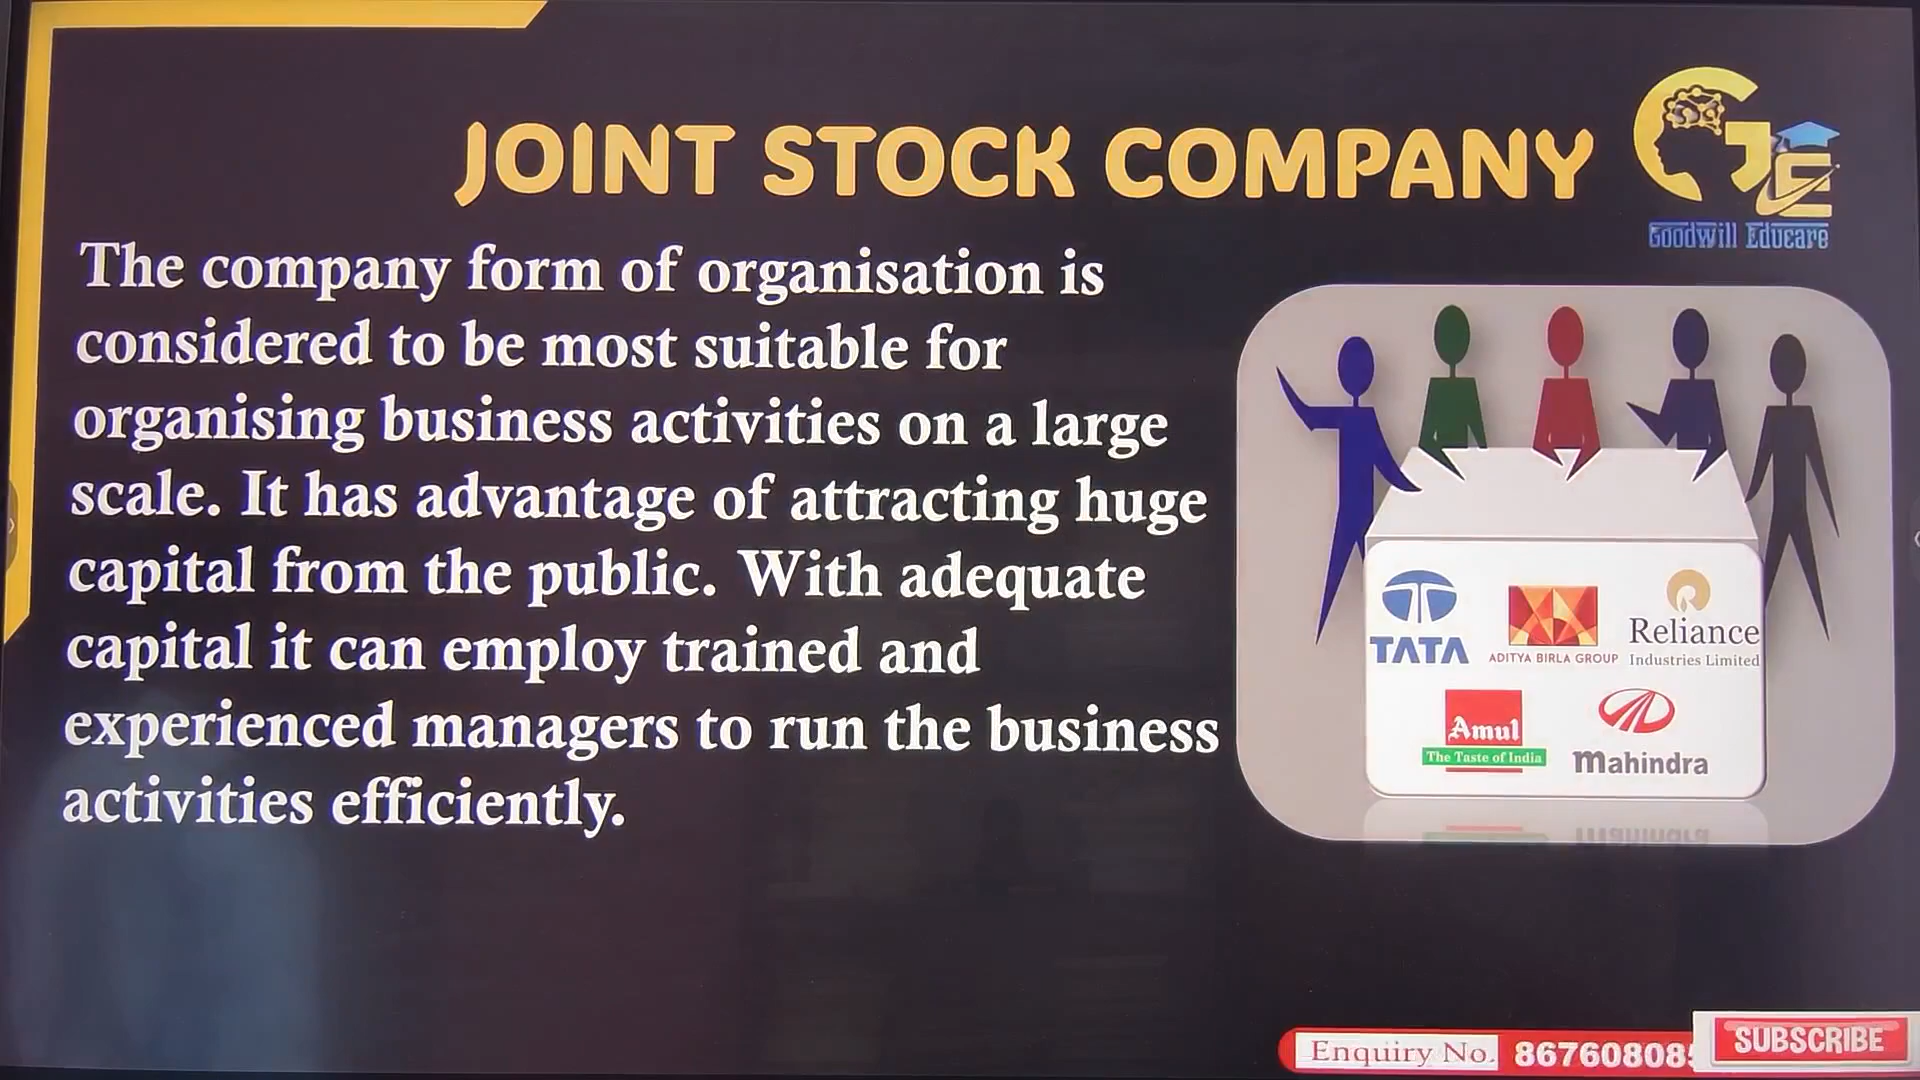 JOINT STOCK COMPANY
GoodWill Educare
The company form of organisation is
considered to be most suitable for
organising business activities on a large
scale. It has advantage of attracting huge
capital from the public. With adequate
capital it can employ trained and
experienced managers to run the business
activities efficiently.
TATA
ADITYA BIRLA GROUP
Reliance
Industries Limited
Amul
The Taste of India
Mahindra
Enquiry No. 86760808
SUBSCRIBE